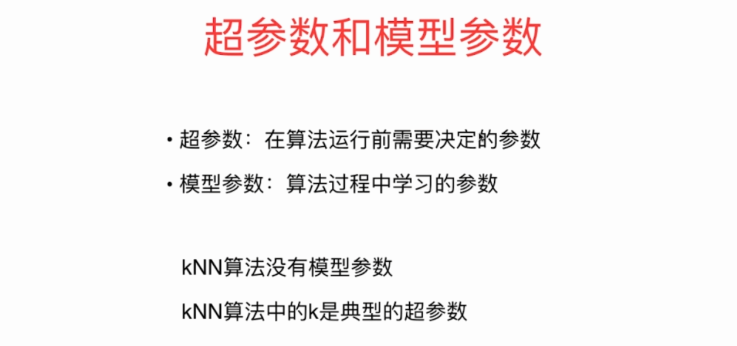 超参数和模型参数
• 超参数：在算法运行前需要决定的参数
• 模型参数：算法过程中学习的参数
kNN算法没有模型参数
kNN算法中的k是典型的超参数